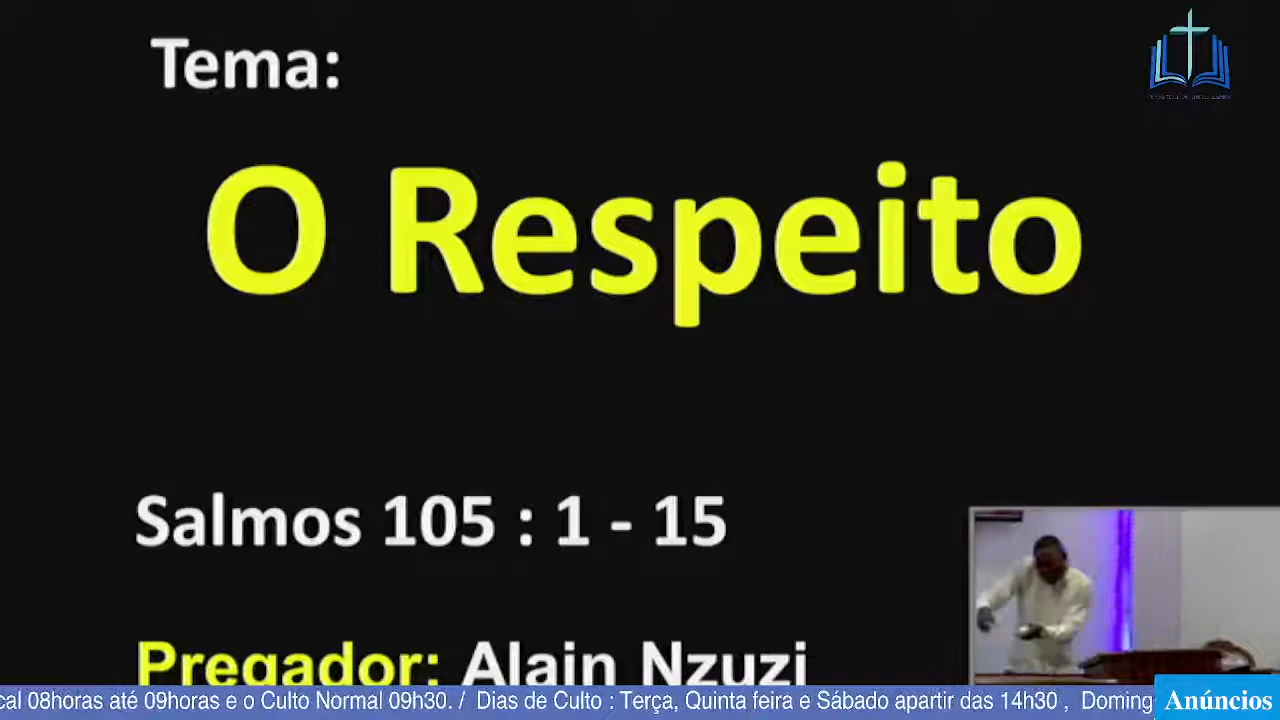 Tema:
O Respeito
Salmos 105 : 1 - 15
Pregador: Alain Nzuzi
08horas até 09horas e o Culto Normal 09h30. / Dias de Culto : Terça, Quinta feira e Sábado apartir das 14h30 , Doming
Anúncios